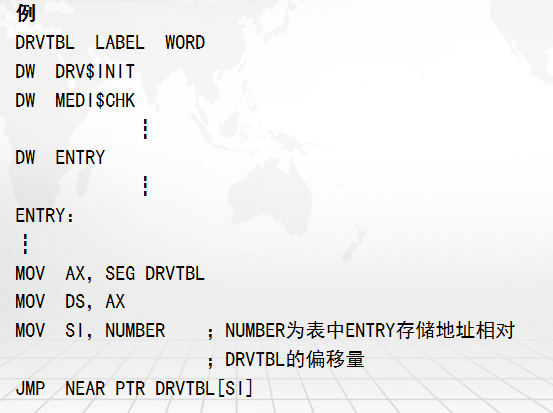 例
DRVTBL LABEL WORD
DW DRV$INIT
DW MEDI$CHK
┇
DW ENTRY
┇
ENTRY:
┇
MOV AX, SEG DRVTBL
MOV DS, AX
MOV SI, NUMBER ;NUMBER为表中ENTRY存储地址相对
;DRVTBL的偏移量
JMP NEAR PTR DRVTBL[SI]